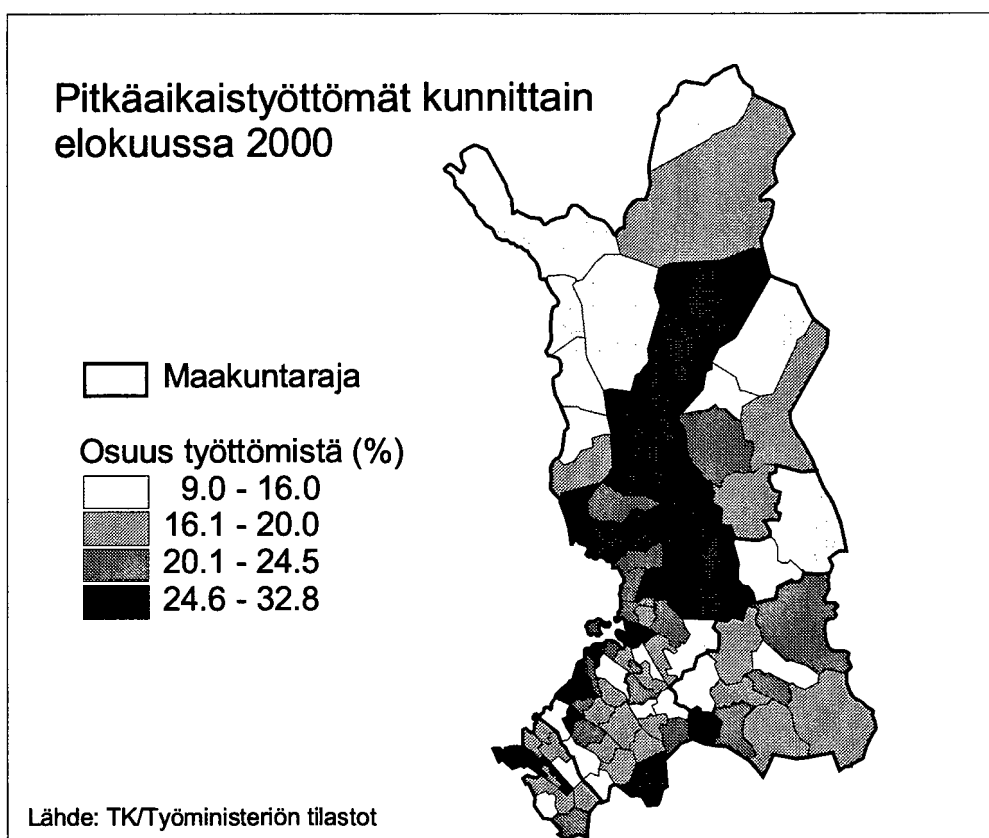 Pitkäaikaistyöttömät kunnittain
elokuussa 2000
Maakuntaraja
Osuus työttömistä (%)
9.0 - 16.0
16.1 - 20.0
20.1 - 24.5
24.6 - 32.8
Lähde: TK/Työministeriön tilastot